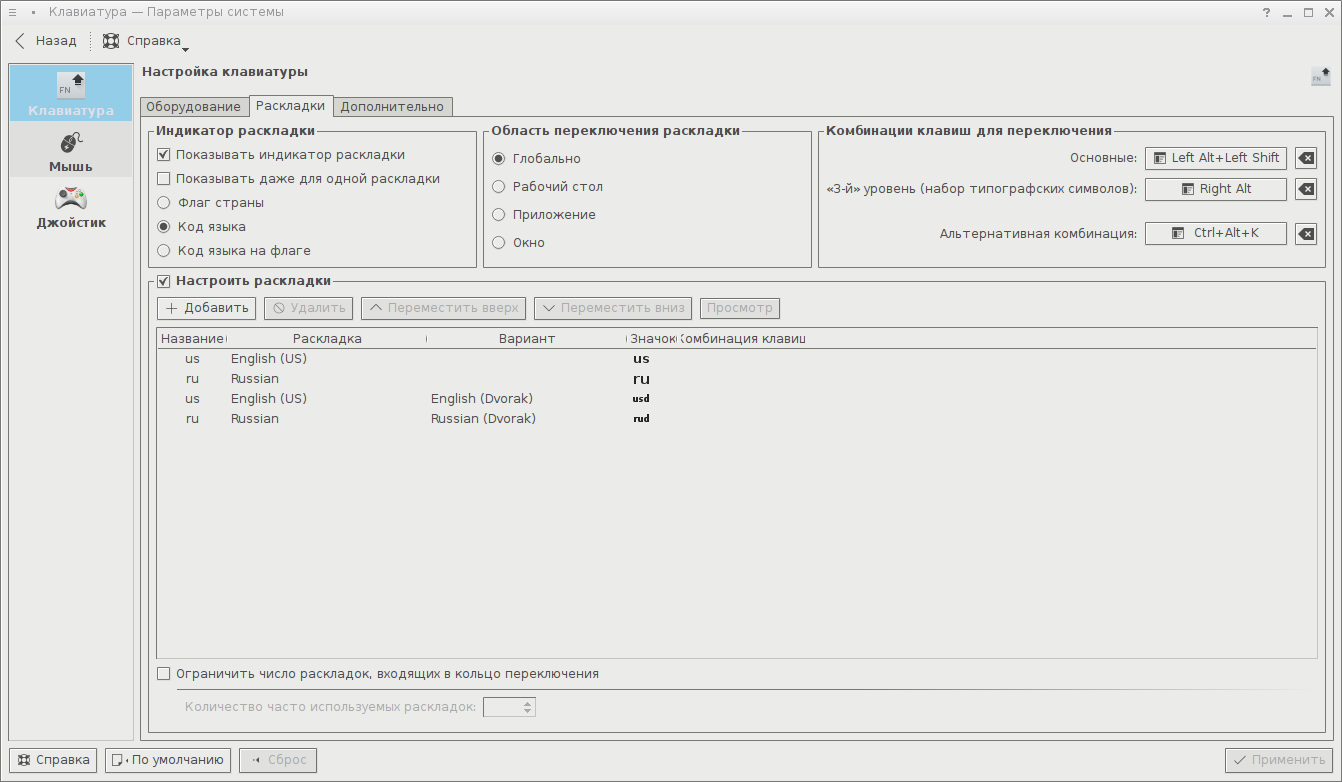 Клавиатура — Параметры системы
Назад Справка
FN Клавиатура
Мышь
Джойстик
Настройка клавиатуры
FN
Оборудование Раскладки Дополнительно
Индикатор раскладки
Показывать индикатор раскладки
Показывать даже для одной раскладки
Флаг страны
Код языка
Код языка на флаге
Область переключения раскладки
Глобально
Рабочий стол
Приложение
Окно
Комбинации клавиш для переключения
Основные: Left Alt+Left Shift
«3-й» уровень (набор типографских символов): Right Alt
Альтернативная комбинация: Ctrl+Alt+K
Настроить раскладки
Добавить Удалить Переместить вверх Переместить вниз Просмотр
Название Раскладка Вариант Значок Комбинация клавиш
us English (US) us
ru Russian ru
us English (US) English (Dvorak) usd
ru Russian Russian (Dvorak) rud
Ограничить число раскладок, входящих в кольцо переключения
Количество часто используемых раскладок:
Справка По умолчанию Сброс Применить